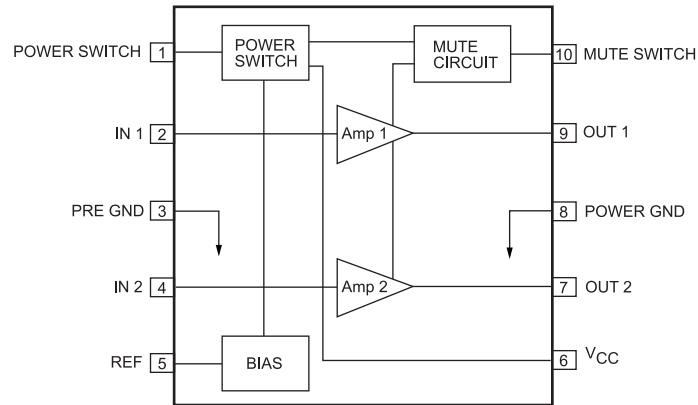 POWER SWITCH 1
POWER
SWITCH
MUTE
CIRCUIT
10 MUTE SWITCH
IN 1 2
Amp 1
9 OUT 1
PRE GND 3
8 POWER GND
IN 2 4
Amp 2
7 OUT 2
REF 5
BIAS
6 VCC